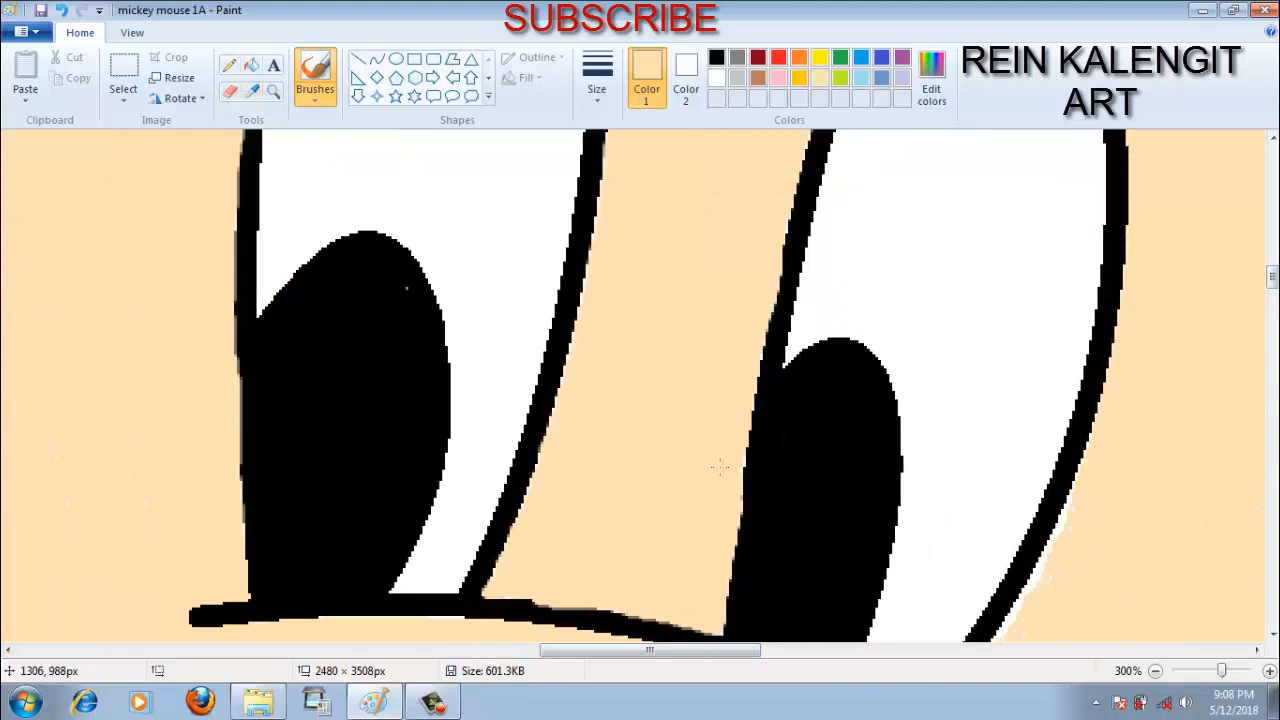 mickey mouse 1A - Paint
SUBSCRIBE
Home
View
REIN KALENGIT
ART
Paste
Cut
Copy
Clipboard
Select
Crop
Resize
Rotate
Image
A
Tools
Brushes
Outline
Fill
Shapes
Size
Color
1
Color
2
Edit
colors
Colors
1306, 988px
2480 × 3508px
Size: 601.3KB
300%
9:08 PM
5/12/2018